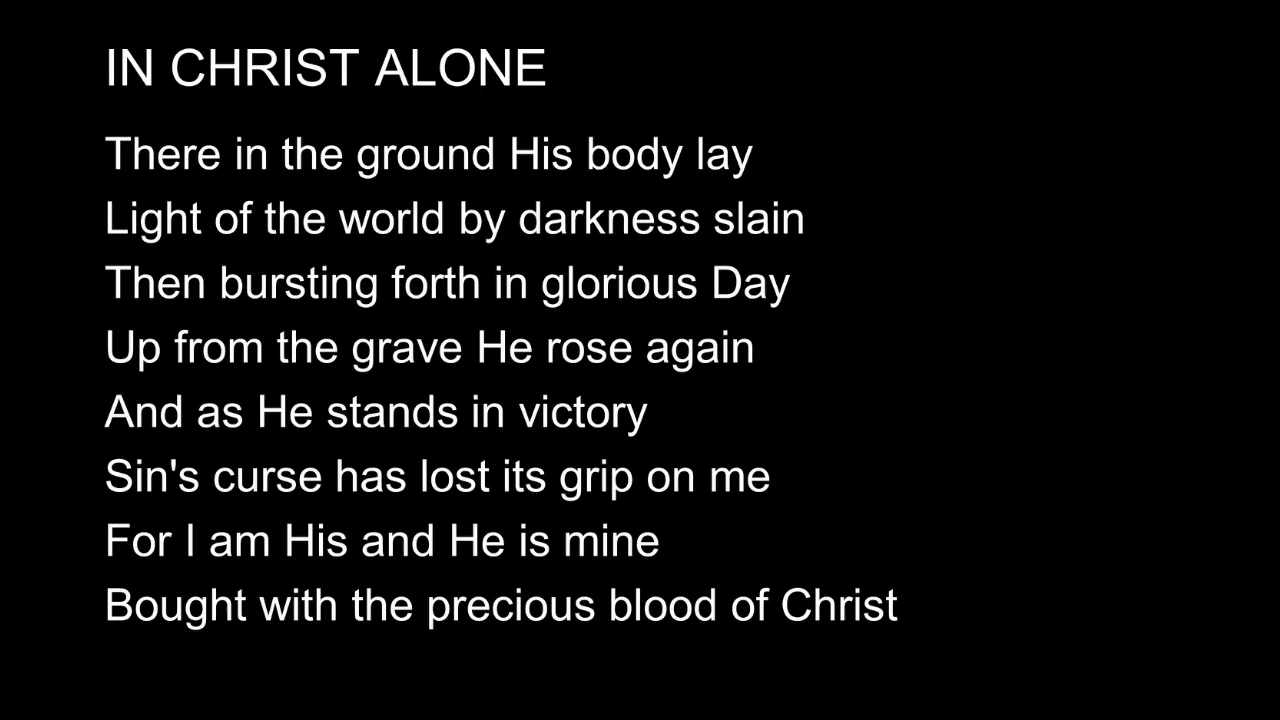 IN CHRIST ALONE
There in the ground His body lay
Light of the world by darkness slain
Then bursting forth in glorious Day
Up from the grave He rose again
And as He stands in victory
Sin's curse has lost its grip on me
For I am His and He is mine
Bought with the precious blood of Christ